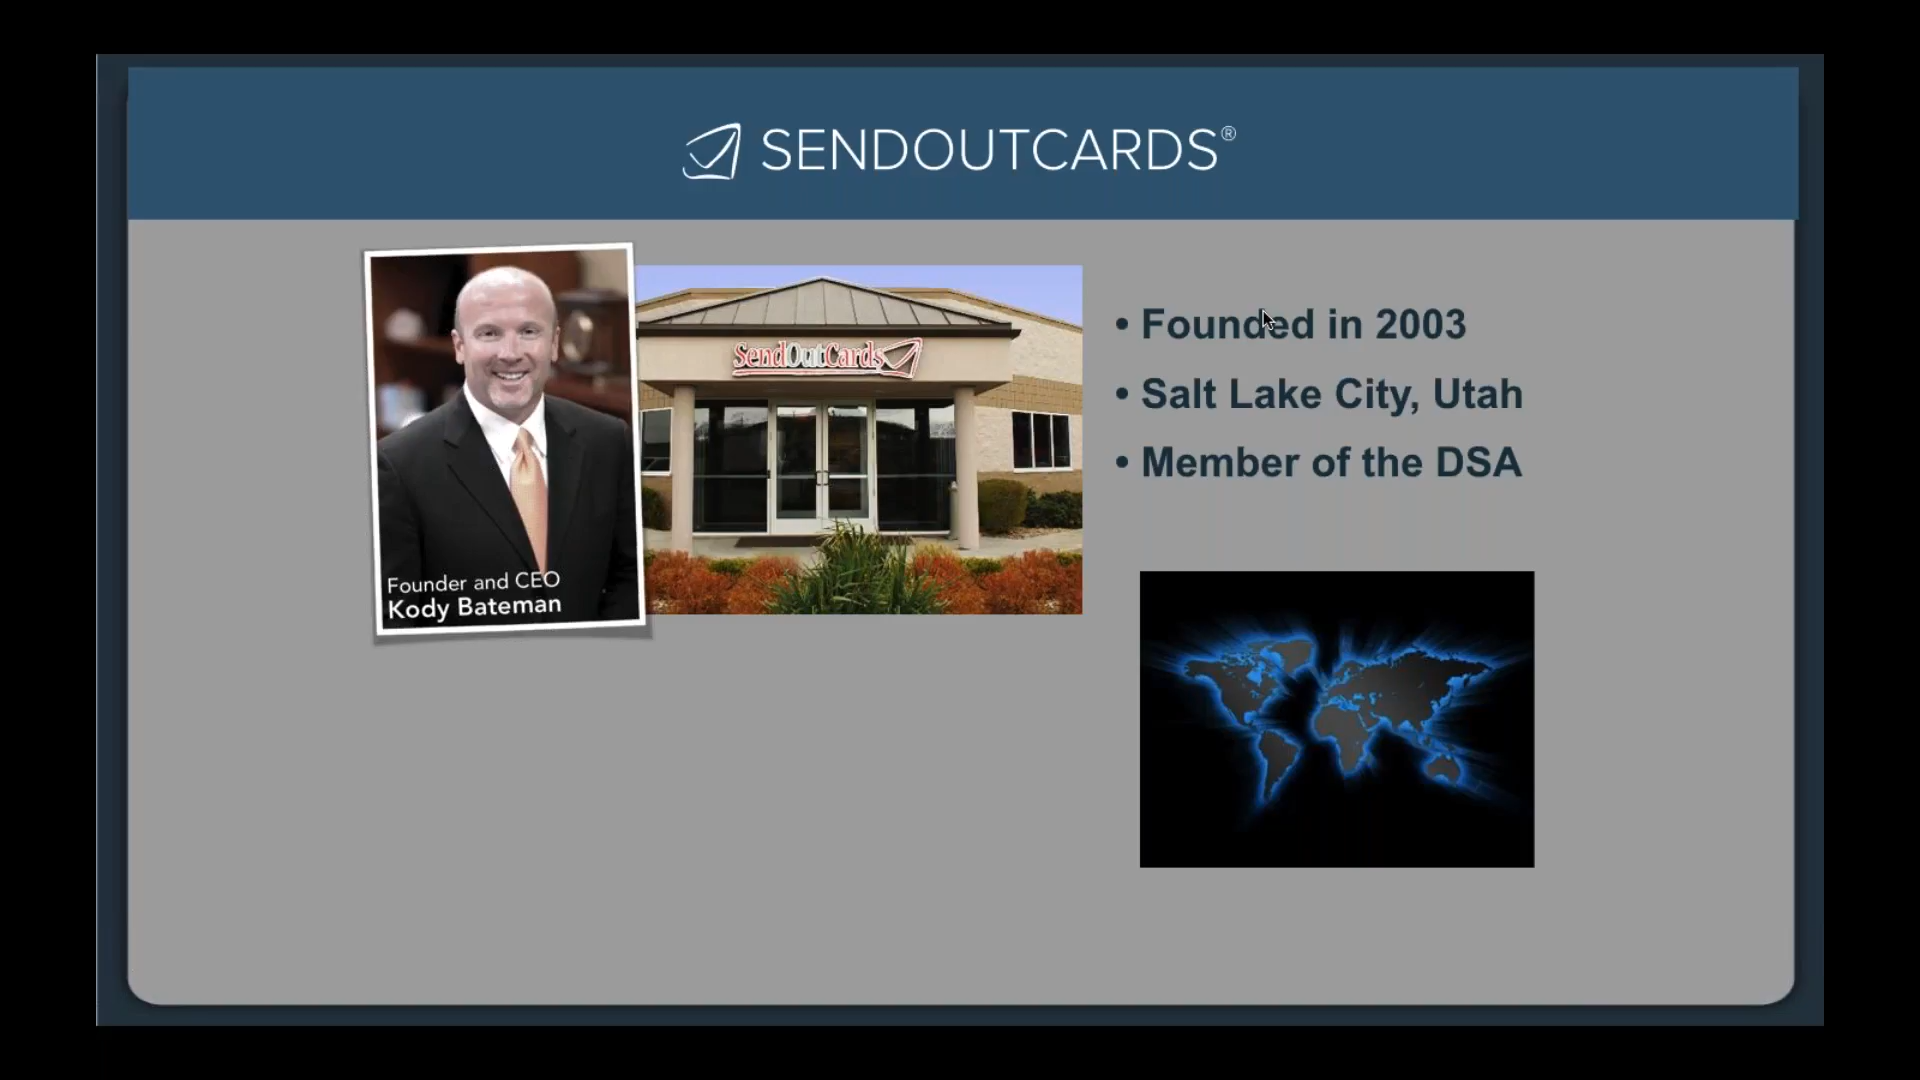 SENDOUTCARDS®
SendOutCards
Founder and CEO
Kody Bateman
• Founded in 2003
• Salt Lake City, Utah
• Member of the DSA